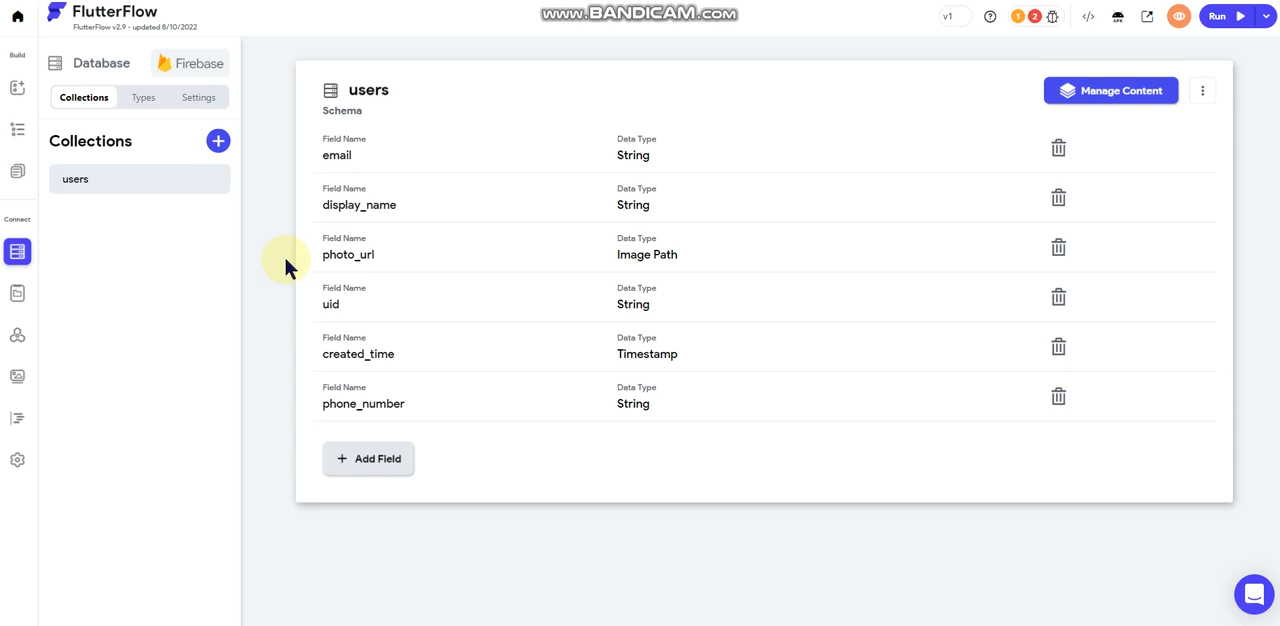 www.BANDICAM.com
FlutterFlow
FlutterFlow v2.9 - updated 8/10/2022
v1
1
2
Run
Build
Connect
Database
Firebase
Collections
Types
Settings
Collections
users
users
Schema
Manage Content
Field Name
Data Type
email
String
Field Name
Data Type
display_name
String
Field Name
Data Type
photo_url
Image Path
Field Name
Data Type
uid
String
Field Name
Data Type
created_time
Timestamp
Field Name
Data Type
phone_number
String
+ Add Field